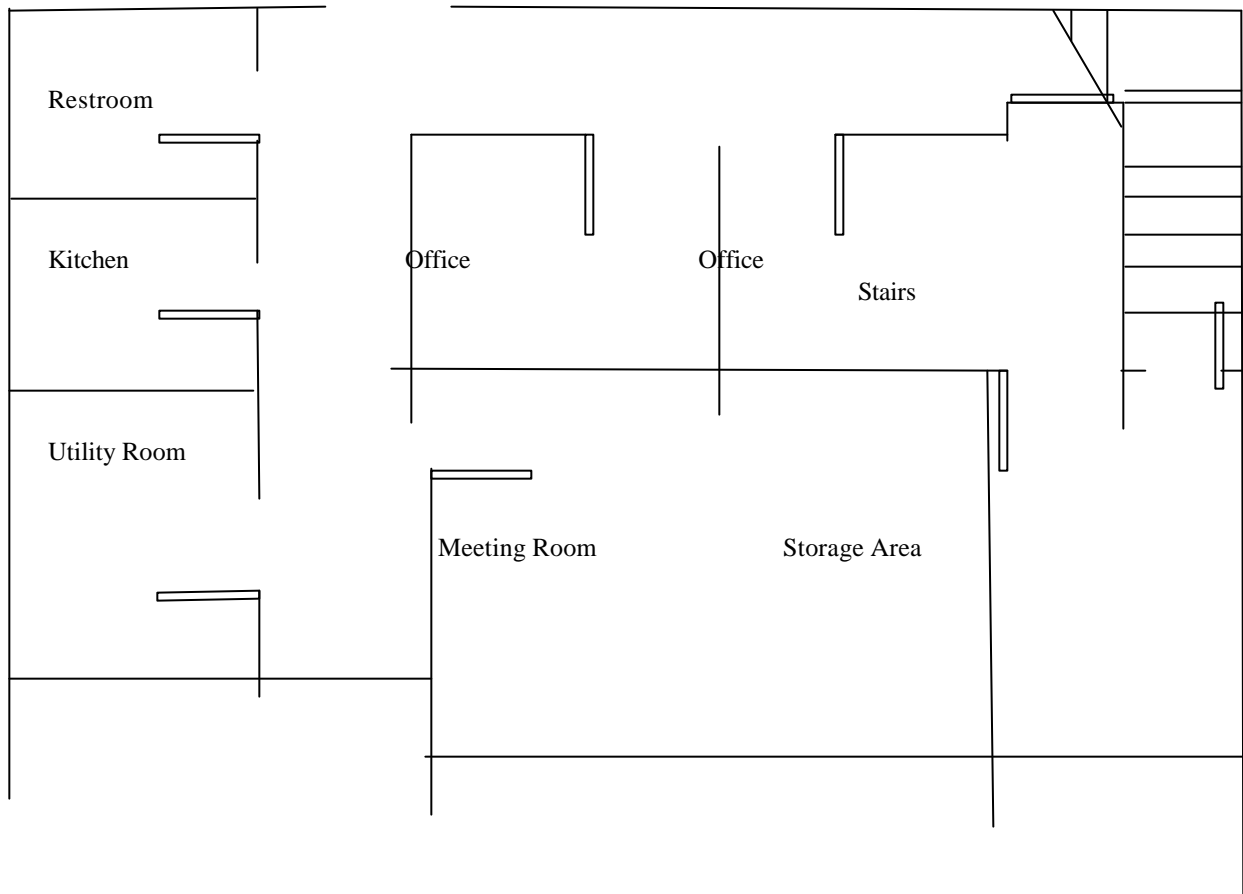 Restroom
Kitchen
Office
Office
Stairs
Utility Room
Meeting Room
Storage Area